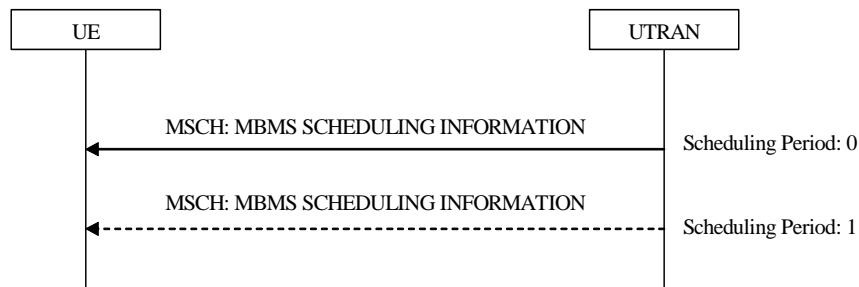 UE
UTRAN
MSCH: MBMS SCHEDULING INFORMATION
Scheduling Period: 0
MSCH: MBMS SCHEDULING INFORMATION
Scheduling Period: 1